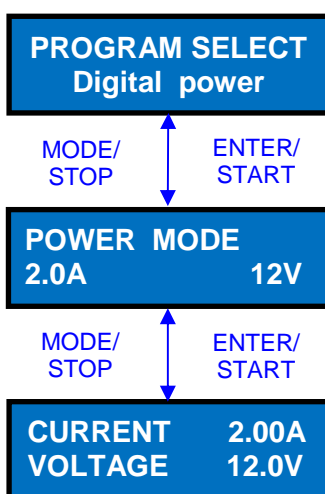 PROGRAM SELECT
Digital power
MODE/ ENTER/
STOP START
POWER MODE
2.0A 12V
MODE/ ENTER/
STOP START
CURRENT 2.00A
VOLTAGE 12.0V